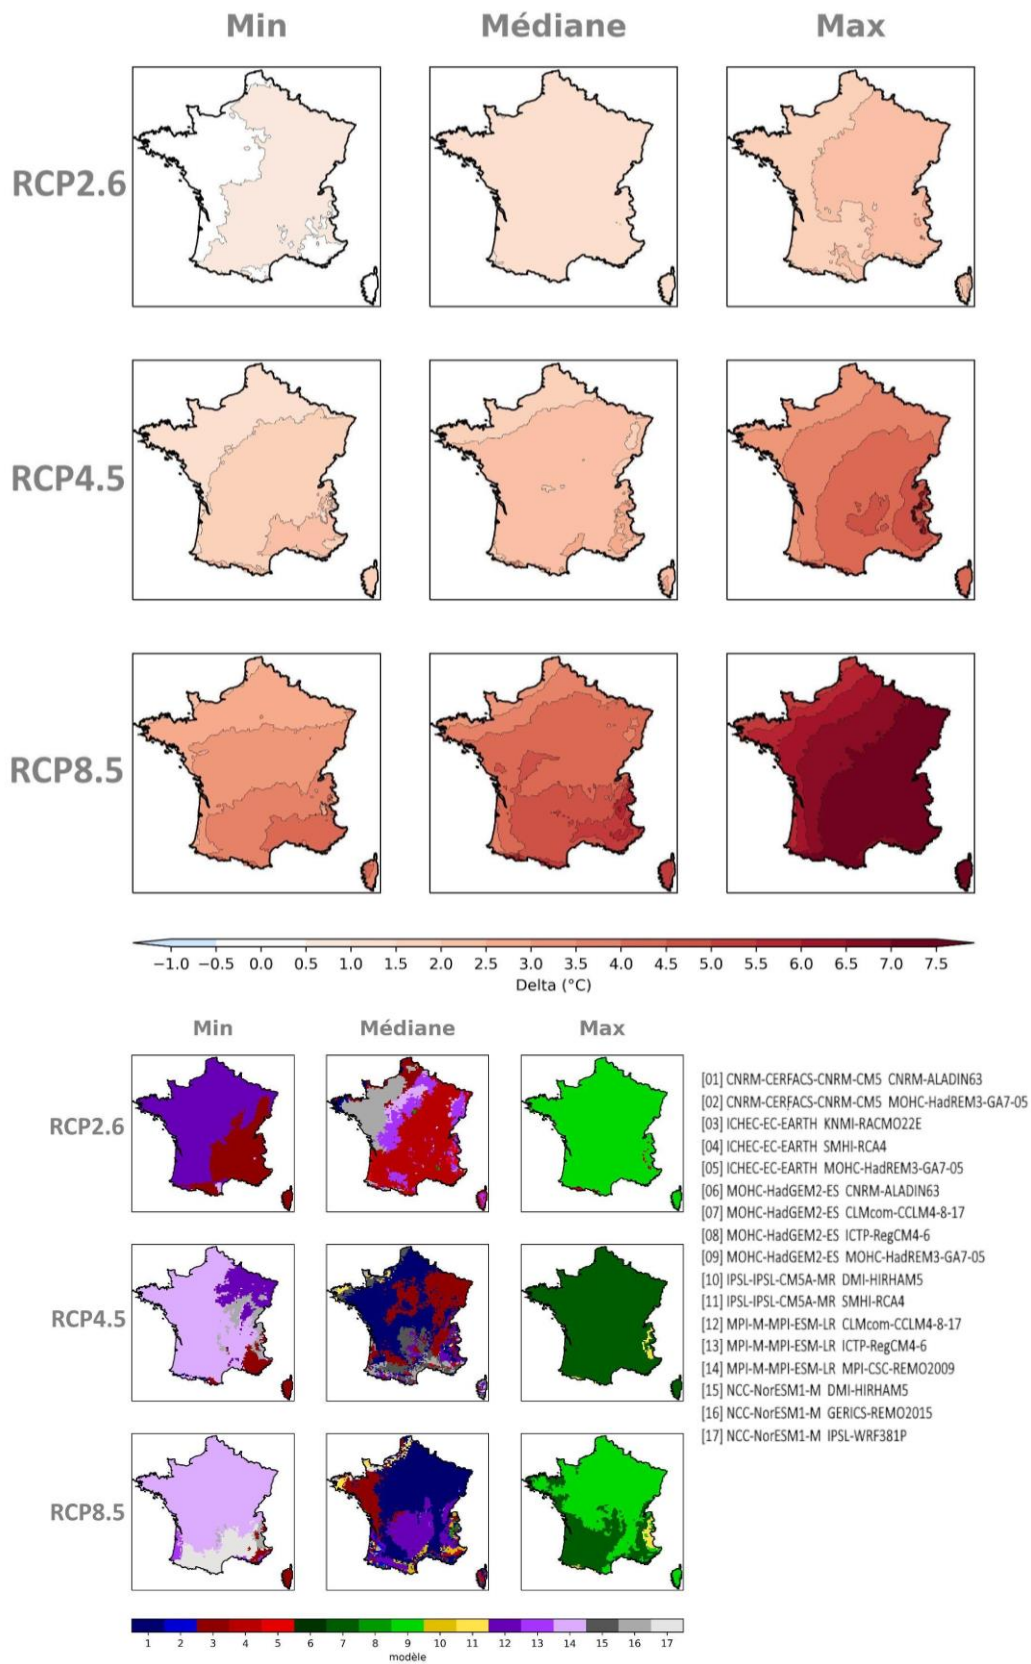 Min Médiane Max
RCP2.6
RCP4.5
RCP8.5
−1.0 −0.5 0.0 0.5 1.0 1.5 2.0 2.5 3.0 3.5 4.0 4.5 5.0 5.5 6.0 6.5 7.0 7.5
Delta (°C)
Min Médiane Max
RCP2.6
RCP4.5
RCP8.5
[01] CNRM-CERFACS-CNRM-CM5 CNRM-ALADIN63
[02] CNRM-CERFACS-CNRM-CM5 MOHC-HadREM3-GA7-05
[03] ICHEC-EC-EARTH KNMI-RACMO22E
[04] ICHEC-EC-EARTH SMHI-RCA4
[05] ICHEC-EC-EARTH MOHC-HadREM3-GA7-05
[06] MOHC-HadGEM2-ES CNRM-ALADIN63
[07] MOHC-HadGEM2-ES CLMcom-CCLM4-8-17
[08] MOHC-HadGEM2-ES ICTP-RegCM4-6
[09] MOHC-HadGEM2-ES MOHC-HadREM3-GA7-05
[10] IPSL-IPSL-CM5A-MR DMI-HIRHAM5
[11] IPSL-IPSL-CM5A-MR SMHI-RCA4
[12] MPI-M-MPI-ESM-LR CLMcom-CCLM4-8-17
[13] MPI-M-MPI-ESM-LR ICTP-RegCM4-6
[14] MPI-M-MPI-ESM-LR MPI-CSC-REMO2009
[15] NCC-NorESM1-M DMI-HIRHAM5
[16] NCC-NorESM1-M GERICS-REMO2015
[17] NCC-NorESM1-M IPSL-WRF381P
1 2 3 4 5 6 7 8 9 10 11 12 13 14 15 16 17
modèle